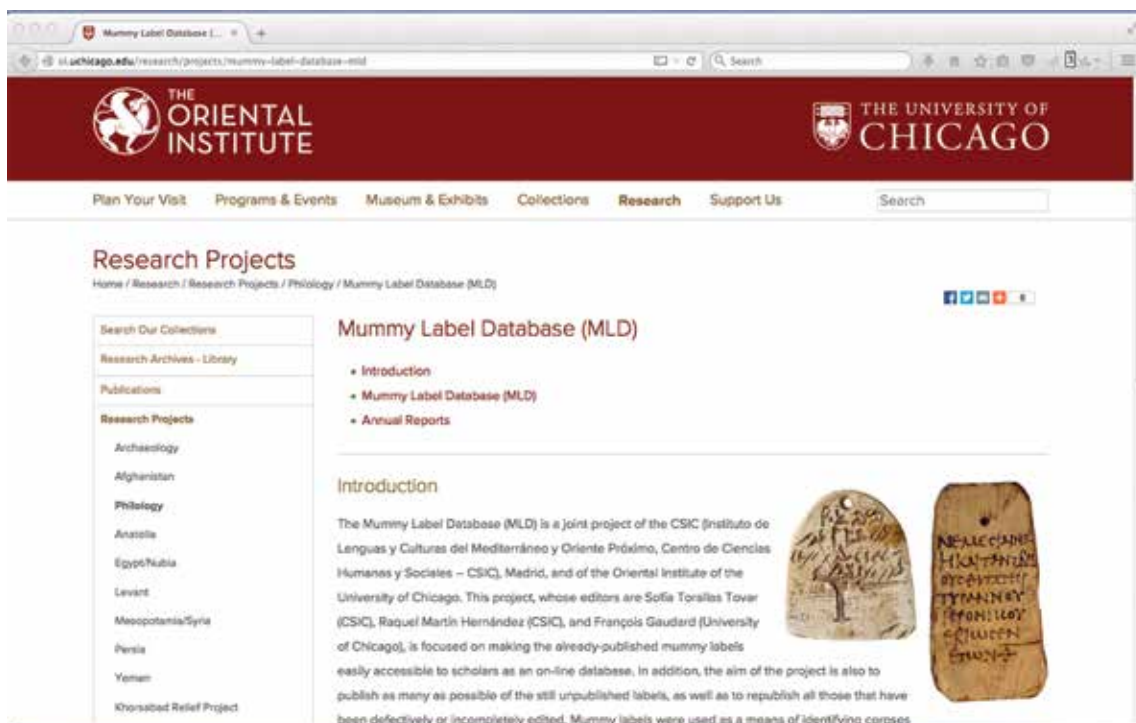 Mummy Label Database (...
oi.uchicago.edu/research/projects/mummy-label-database-mld
Search
THE
ORIENTAL
INSTITUTE
THE UNIVERSITY OF
CHICAGO
Plan Your Visit Programs & Events Museum & Exhibits Collections Research Support Us
Search
Research Projects
Home / Research / Research Projects / Philology / Mummy Label Database (MLD)
Search Our Collections
Research Archives - Library
Publications
Research Projects
Archaeology
Afghanistan
Philology
Anatolia
Egypt/Nubia
Levant
Mesopotamia/Syria
Persia
Yemen
Khorsabad Relief Project
Mummy Label Database (MLD)
• Introduction
• Mummy Label Database (MLD)
• Annual Reports
Introduction
The Mummy Label Database (MLD) is a joint project of the CSIC (Instituto de
Lenguas y Culturas del Mediterráneo y Oriente Próximo, Centro de Ciencias
Humanas y Sociales – CSIC), Madrid, and of the Oriental Institute of the
University of Chicago. This project, whose editors are Sofía Torallas Tovar
(CSIC), Raquel Martín Hernández (CSIC), and François Gaudard (University
of Chicago), is focused on making the already-published mummy labels
easily accessible to scholars as an on-line database. In addition, the aim of the project is also to
publish as many as possible of the still unpublished labels, as well as to republish all those that have
been defectively or incompletely edited. Mummy labels were used as a means of identifying corpses